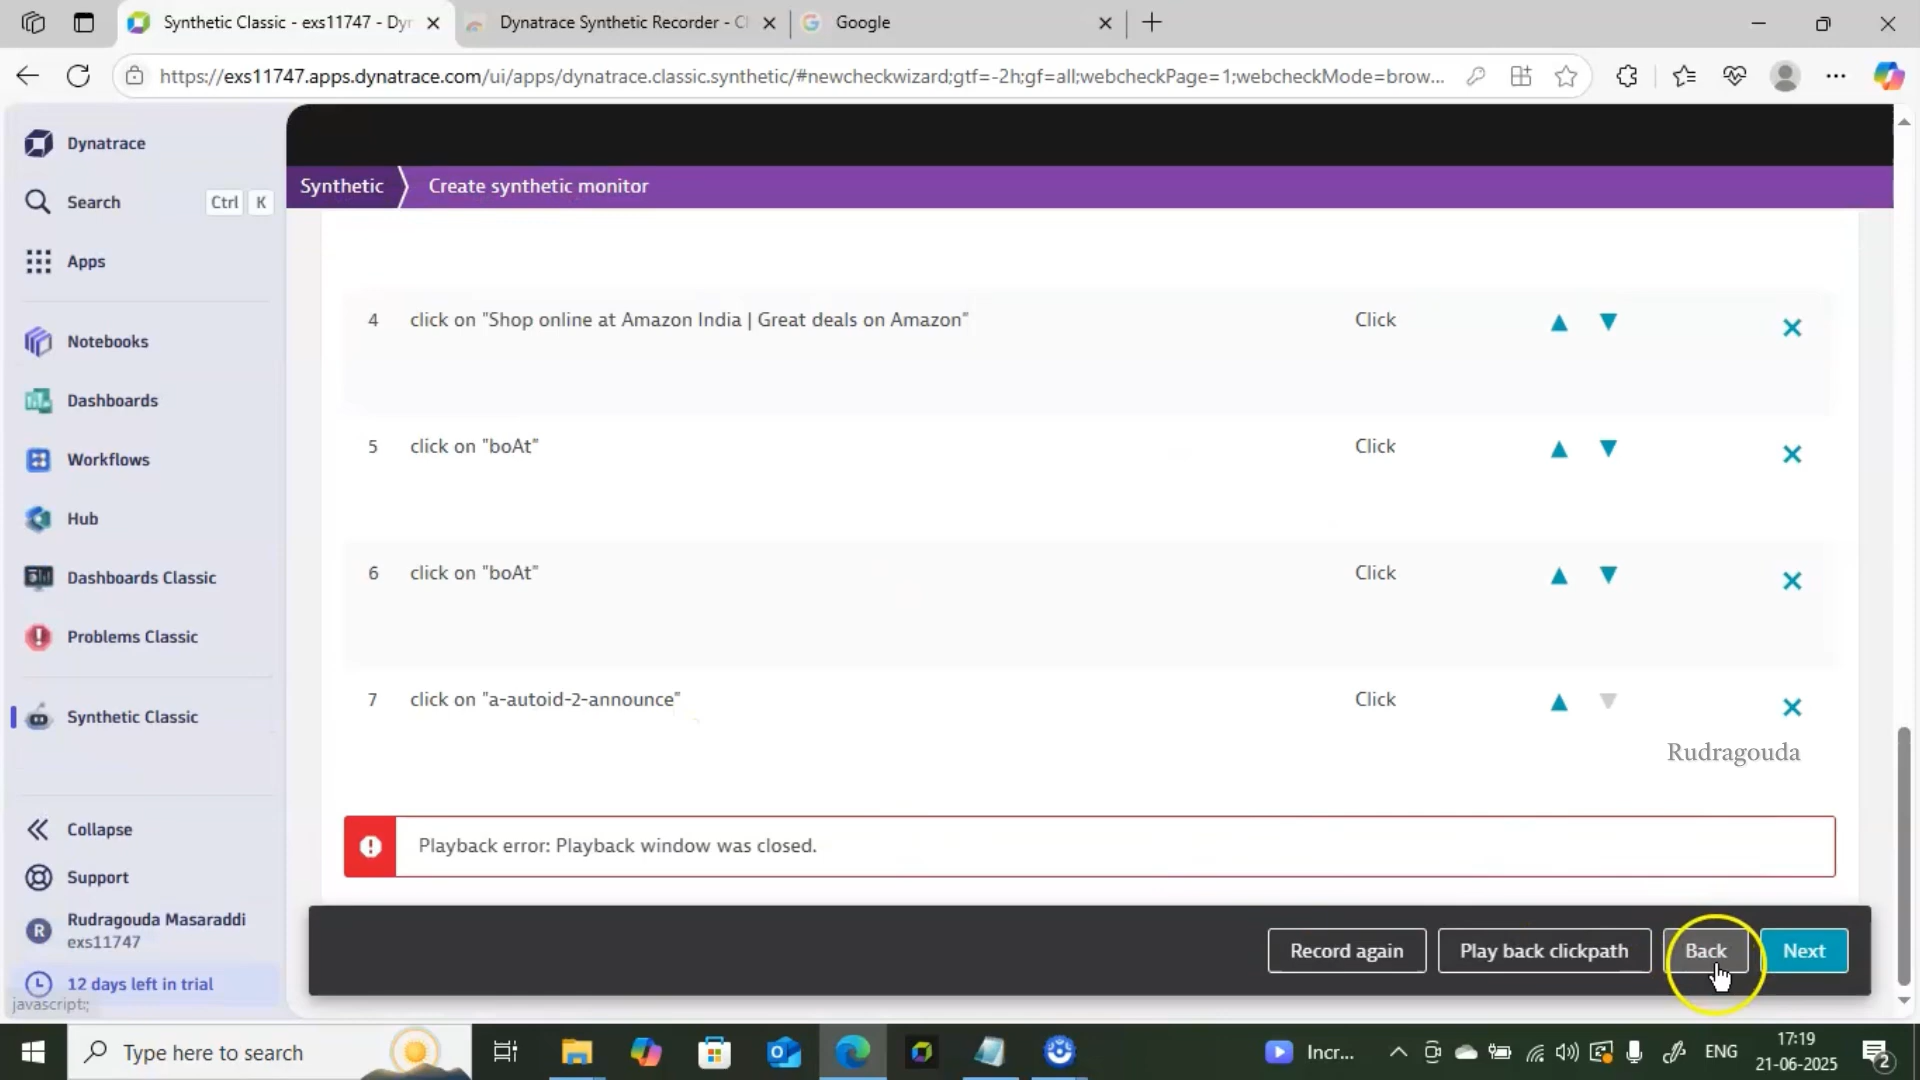 Synthetic Classic - exs11747 - Dyn
Dynatrace Synthetic Recorder - C
Google
https://exs11747.apps.dynatrace.com/ui/apps/dynatrace.classic.synthetic/#newcheckwizard;gtf=-2h;gf=all;webcheckPage=1;webcheckMode=brow...
Dynatrace
Search Ctrl K
Apps
Notebooks
Dashboards
Workflows
Hub
Dashboards Classic
Problems Classic
Synthetic Classic
Collapse
Support
Rudragouda Masaraddi
exs11747
12 days left in trial
javascript:;
Synthetic Create synthetic monitor
4 click on "Shop online at Amazon India | Great deals on Amazon" Click
5 click on "boAt" Click
6 click on "boAt" Click
7 click on "a-autoid-2-announce" Click
Rudragouda
Playback error: Playback window was closed.
Record again Play back clickpath Back Next
Type here to search
Incr...
ENG
17:19
21-06-2025
2